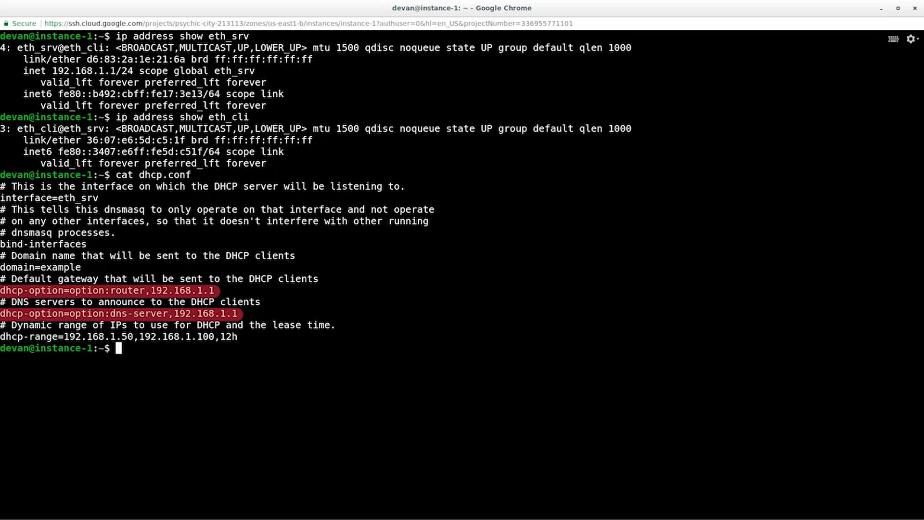 devan@instance-1: ~ - Google Chrome
Secure https://ssh.cloud.google.com/projects/psychic-city-213113/zones/us-east1-b/instances/instance-1?authuser=0&hl=en_US&projectNumber=336955771101
devan@instance-1:~$ ip address show eth_srv
4: eth_srv@eth_cli: <BROADCAST,MULTICAST,UP,LOWER_UP> mtu 1500 qdisc noqueue state UP group default qlen 1000
link/ether d6:83:2a:1e:21:6a brd ff:ff:ff:ff:ff:ff
inet 192.168.1.1/24 scope global eth_srv
valid_lft forever preferred_lft forever
inet6 fe80::b492:cbff:fe17:3e13/64 scope link
valid_lft forever preferred_lft forever
devan@instance-1:~$ ip address show eth_cli
3: eth_cli@eth_srv: <BROADCAST,MULTICAST,UP,LOWER_UP> mtu 1500 qdisc noqueue state UP group default qlen 1000
link/ether 36:07:e6:5d:c5:1f brd ff:ff:ff:ff:ff:ff
inet6 fe80::3407:e6ff:fe5d:c51f/64 scope link
valid_lft forever preferred_lft forever
devan@instance-1:~$ cat dhcp.conf
# This is the interface on which the DHCP server will be listening to.
interface=eth_srv
# This tells this dnsmasq to only operate on that interface and not operate
# on any other interfaces, so that it doesn't interfere with other running
# dnsmasq processes.
bind-interfaces
# Domain name that will be sent to the DHCP clients
domain=example
# Default gateway that will be sent to the DHCP clients
dhcp-option=option:router,192.168.1.1
# DNS servers to announce to the DHCP clients
dhcp-option=option:dns-server,192.168.1.1
# Dynamic range of IPs to use for DHCP and the lease time.
dhcp-range=192.168.1.50,192.168.1.100,12h
devan@instance-1:~$